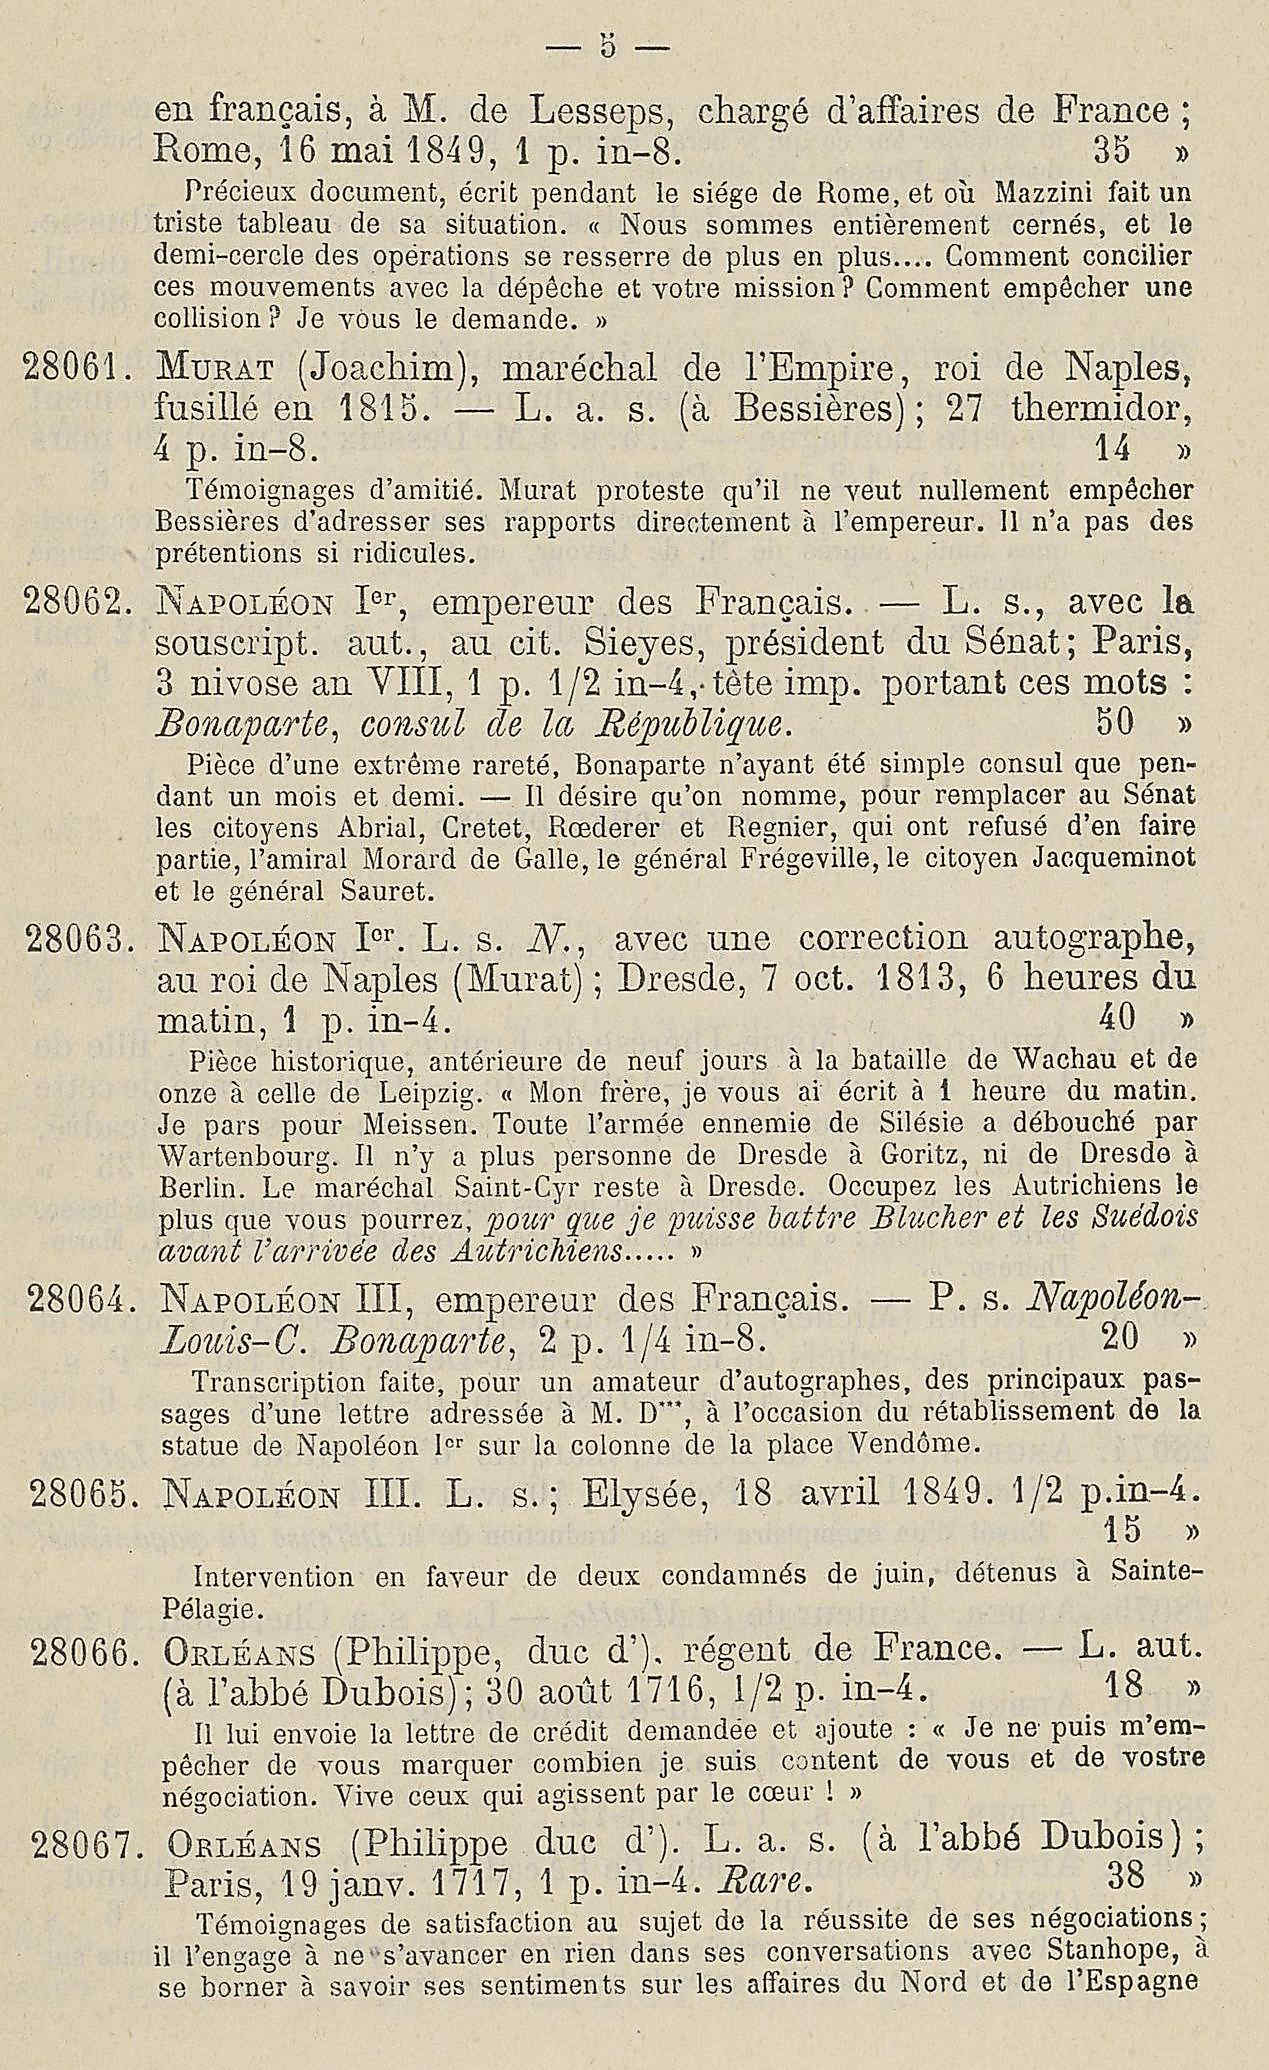 — 5 —
en français, à M. de Lesseps, chargé d'affaires de France ;
Rome, 16 mai 1849, 1 p. in-8. 35 »
Précieux document, écrit pendant le siége de Rome, et où Mazzini fait un
triste tableau de sa situation. « Nous sommes entièrement cernés, et le
demi-cercle des opérations se resserre de plus en plus.... Comment concilier
ces mouvements avec la dépêche et votre mission ? Comment empêcher une
collision ? Je vous le demande. »
28061. MURAT (Joachim), maréchal de l'Empire, roi de Naples,
fusillé en 1815. — L. a. s. (à Bessières) ; 27 thermidor,
4 p. in-8. 14 »
Témoignages d'amitié. Murat proteste qu'il ne veut nullement empêcher
Bessières d'adresser ses rapports directement à l'empereur. Il n'a pas des
prétentions si ridicules.
28062. NAPOLÉON Ier, empereur des Français. — L. s., avec la
souscript. aut., au cit. Sieyes, président du Sénat ; Paris,
3 nivose an VIII, 1 p. 1/2 in-4, tète imp. portant ces mots :
Bonaparte, consul de la République. 50 »
Pièce d'une extrême rareté, Bonaparte n'ayant été simple consul que pen-
dant un mois et demi. — Il désire qu'on nomme, pour remplacer au Sénat
les citoyens Abrial, Cretet, Rœderer et Regnier, qui ont refusé d'en faire
partie, l'amiral Morard de Galle, le général Frégeville, le citoyen Jacqueminot
et le général Sauret.
28063. NAPOLÉON Ier. L. s. N., avec une correction autographe,
au roi de Naples (Murat) ; Dresde, 7 oct. 1813, 6 heures du
matin, 1 p. in-4. 40 »
Pièce historique, antérieure de neuf jours à la bataille de Wachau et de
onze à celle de Leipzig. « Mon frère, je vous ai écrit à 1 heure du matin.
Je pars pour Meissen. Toute l'armée ennemie de Silésie a débouché par
Wartenbourg. Il n'y a plus personne de Dresde à Goritz, ni de Dresde à
Berlin. Le maréchal Saint-Cyr reste à Dresde. Occupez les Autrichiens le
plus que vous pourrez, pour que je puisse battre Blucher et les Suédois
avant l'arrivée des Autrichiens..... »
28064. NAPOLÉON III, empereur des Français. — P. s. Napoléon-
Louis-C. Bonaparte, 2 p. 1/4 in-8. 20 »
Transcription faite, pour un amateur d'autographes, des principaux pas-
sages d'une lettre adressée à M. D***, à l'occasion du rétablissement de la
statue de Napoléon Ier sur la colonne de la place Vendôme.
28065. NAPOLÉON III. L. s. ; Elysée, 18 avril 1849. 1/2 p. in-4.
15 »
Intervention en faveur de deux condamnés de juin, détenus à Sainte-
Pélagie.
28066. ORLÉANS (Philippe, duc d'), régent de France. — L. aut.
(à l'abbé Dubois) ; 30 août 1716, 1/2 p. in-4. 18 »
Il lui envoie la lettre de crédit demandée et ajoute : « Je ne puis m'em-
pêcher de vous marquer combien je suis content de vous et de vostre
négociation. Vive ceux qui agissent par le cœur ! »
28067. ORLÉANS (Philippe duc d'). L. a. s. (à l'abbé Dubois) ;
Paris, 19 janv. 1717, 1 p. in-4. Rare. 38 »
Témoignages de satisfaction au sujet de la réussite de ses négociations ;
il l'engage à ne s'avancer en rien dans ses conversations avec Stanhope, à
se borner à savoir ses sentiments sur les affaires du Nord et de l'Espagne